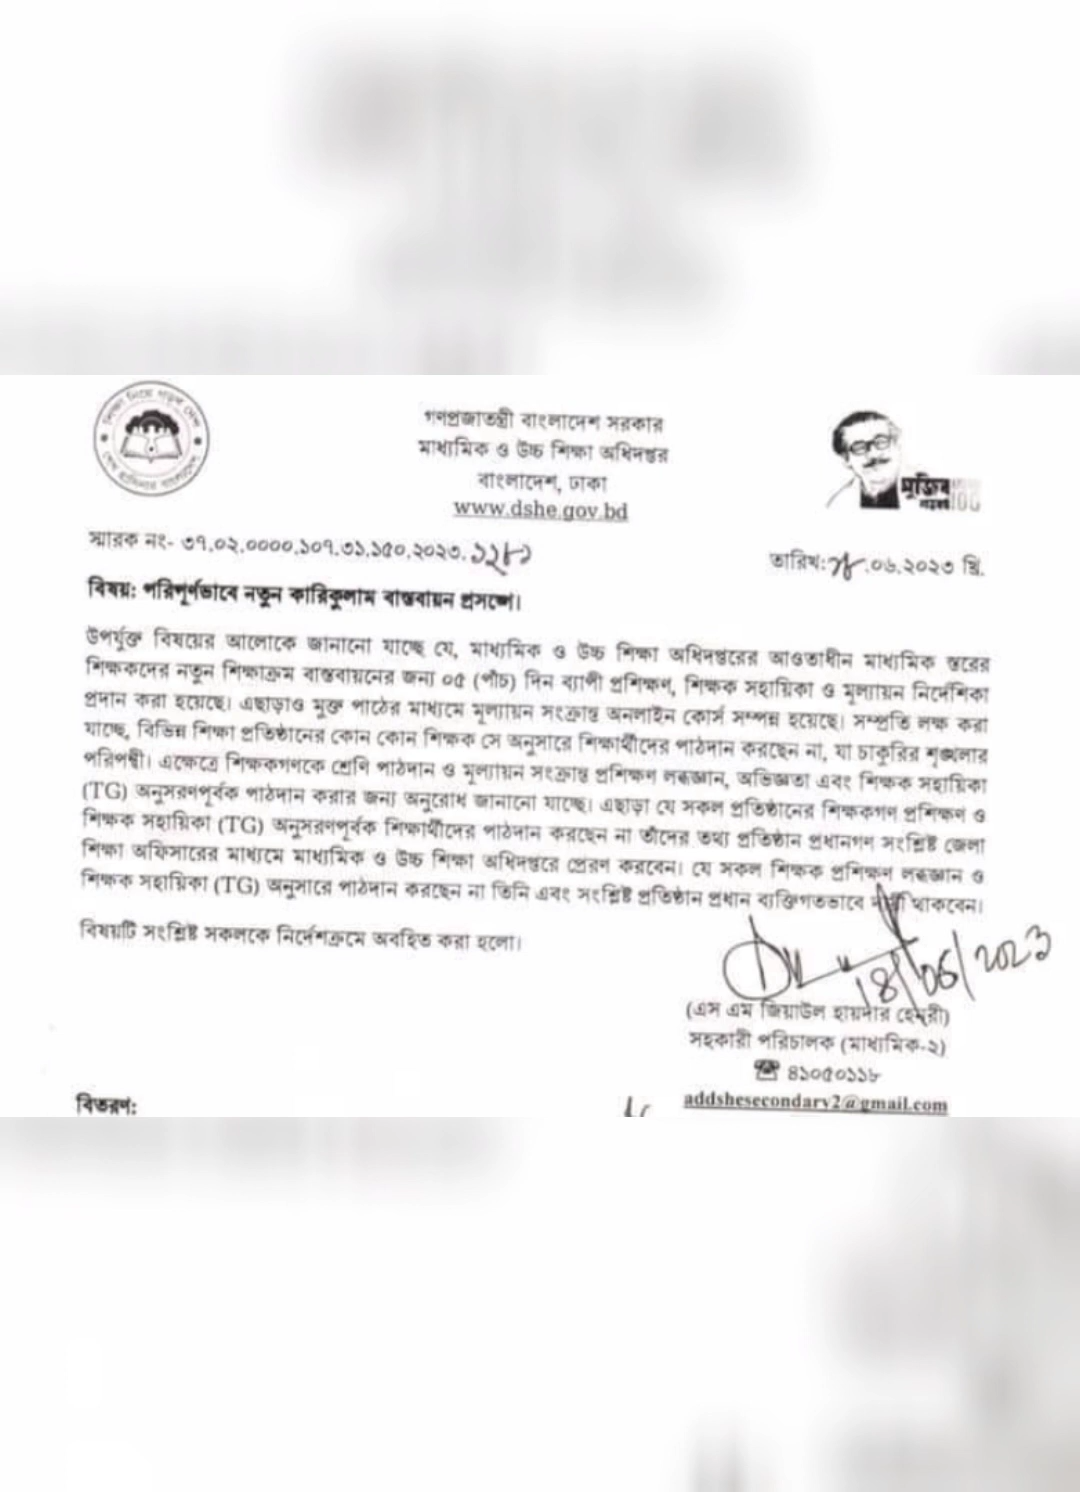 শিক্ষা নিয়ে গড়ব দেশ
শেখ হাসিনার বাংলাদেশ
গণপ্রজাতন্ত্রী বাংলাদেশ সরকার
মাধ্যমিক ও উচ্চ শিক্ষা অধিদপ্তর
বাংলাদেশ, ঢাকা
www.dshe.gov.bd
মুজিব
শতবর্ষ 100
স্মারক নং- ৩৭.০২.০০০০.১০৭.৩১.১৫০.২০২৩.
তারিখ: .০৬.২০২৩ খ্রি.
বিষয়: পরিপূর্ণভাবে নতুন কারিকুলাম বাস্তবায়ন প্রসঙ্গে।
উপর্যুক্ত বিষয়ের আলোকে জানানো যাচ্ছে যে, মাধ্যমিক ও উচ্চ শিক্ষা অধিদপ্তরের আওতাধীন মাধ্যমিক স্তরের
শিক্ষকদের নতুন শিক্ষাক্রম বাস্তবায়নের জন্য ০৫ (পাঁচ) দিন ব্যাপী প্রশিক্ষণ, শিক্ষক সহায়িকা ও মূল্যায়ন নির্দেশিকা
প্রদান করা হয়েছে। এছাড়াও মুক্ত পাঠের মাধ্যমে মূল্যায়ন সংক্রান্ত অনলাইন কোর্স সম্পন্ন হয়েছে। সম্প্রতি লক্ষ করা
যাচ্ছে, বিভিন্ন শিক্ষা প্রতিষ্ঠানের কোন কোন শিক্ষক সে অনুসারে শিক্ষার্থীদের পাঠদান করছেন না, যা চাকুরির শৃঙ্খলার
পরিপন্থী। এক্ষেত্রে শিক্ষকগণকে শ্রেণি পাঠদান ও মূল্যায়ন সংক্রান্ত প্রশিক্ষণ লব্ধজ্ঞান, অভিজ্ঞতা এবং শিক্ষক সহায়িকা
(TG) অনুসরণপূর্বক পাঠদান করার জন্য অনুরোধ জানানো যাচ্ছে। এছাড়া যে সকল প্রতিষ্ঠানের শিক্ষকগণ প্রশিক্ষণ ও
শিক্ষক সহায়িকা (TG) অনুসরণপূর্বক শিক্ষার্থীদের পাঠদান করছেন না তাঁদের তথ্য প্রতিষ্ঠান প্রধানগণ সংশ্লিষ্ট জেলা
শিক্ষা অফিসারের মাধ্যমে মাধ্যমিক ও উচ্চ শিক্ষা অধিদপ্তরে প্রেরণ করবেন। যে সকল শিক্ষক প্রশিক্ষণ লব্ধজ্ঞান ও
শিক্ষক সহায়িকা (TG) অনুসারে পাঠদান করছেন না তিনি এবং সংশ্লিষ্ট প্রতিষ্ঠান প্রধান ব্যক্তিগতভাবে দায়ী থাকবেন।
বিষয়টি সংশ্লিষ্ট সকলকে নির্দেশক্রমে অবহিত করা হলো।
18/06/2023
(এস এম জিয়াউল হায়দার হেনরী)
সহকারী পরিচালক (মাধ্যমিক-২)
☎ ৪১০৫০১১৮
addshesecondary2@gmail.com
বিতরণ: